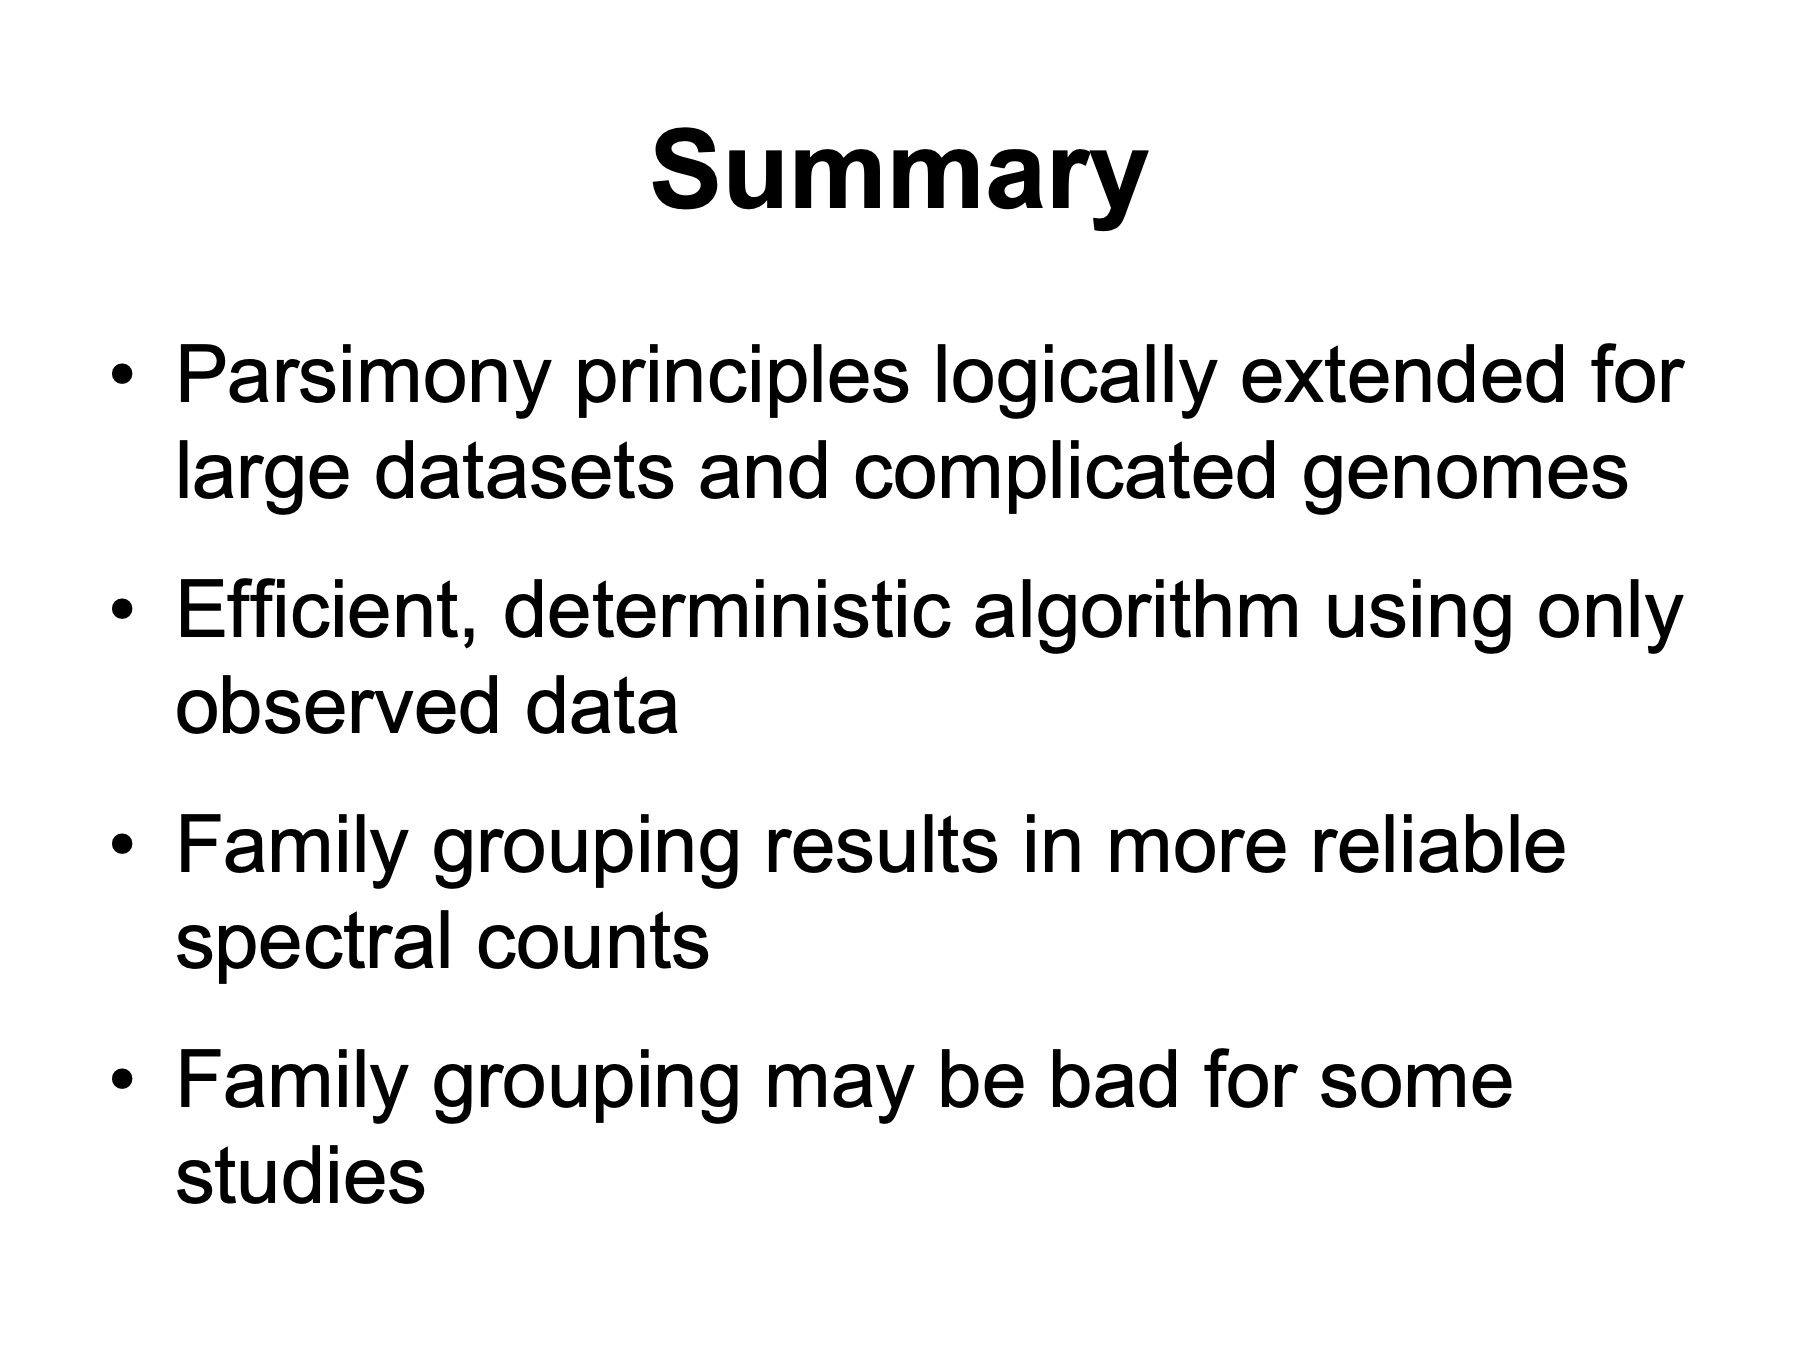 Summary
• Parsimony principles logically extended for
large datasets and complicated genomes
• Efficient, deterministic algorithm using only
observed data
• Family grouping results in more reliable
spectral counts
• Family grouping may be bad for some
studies